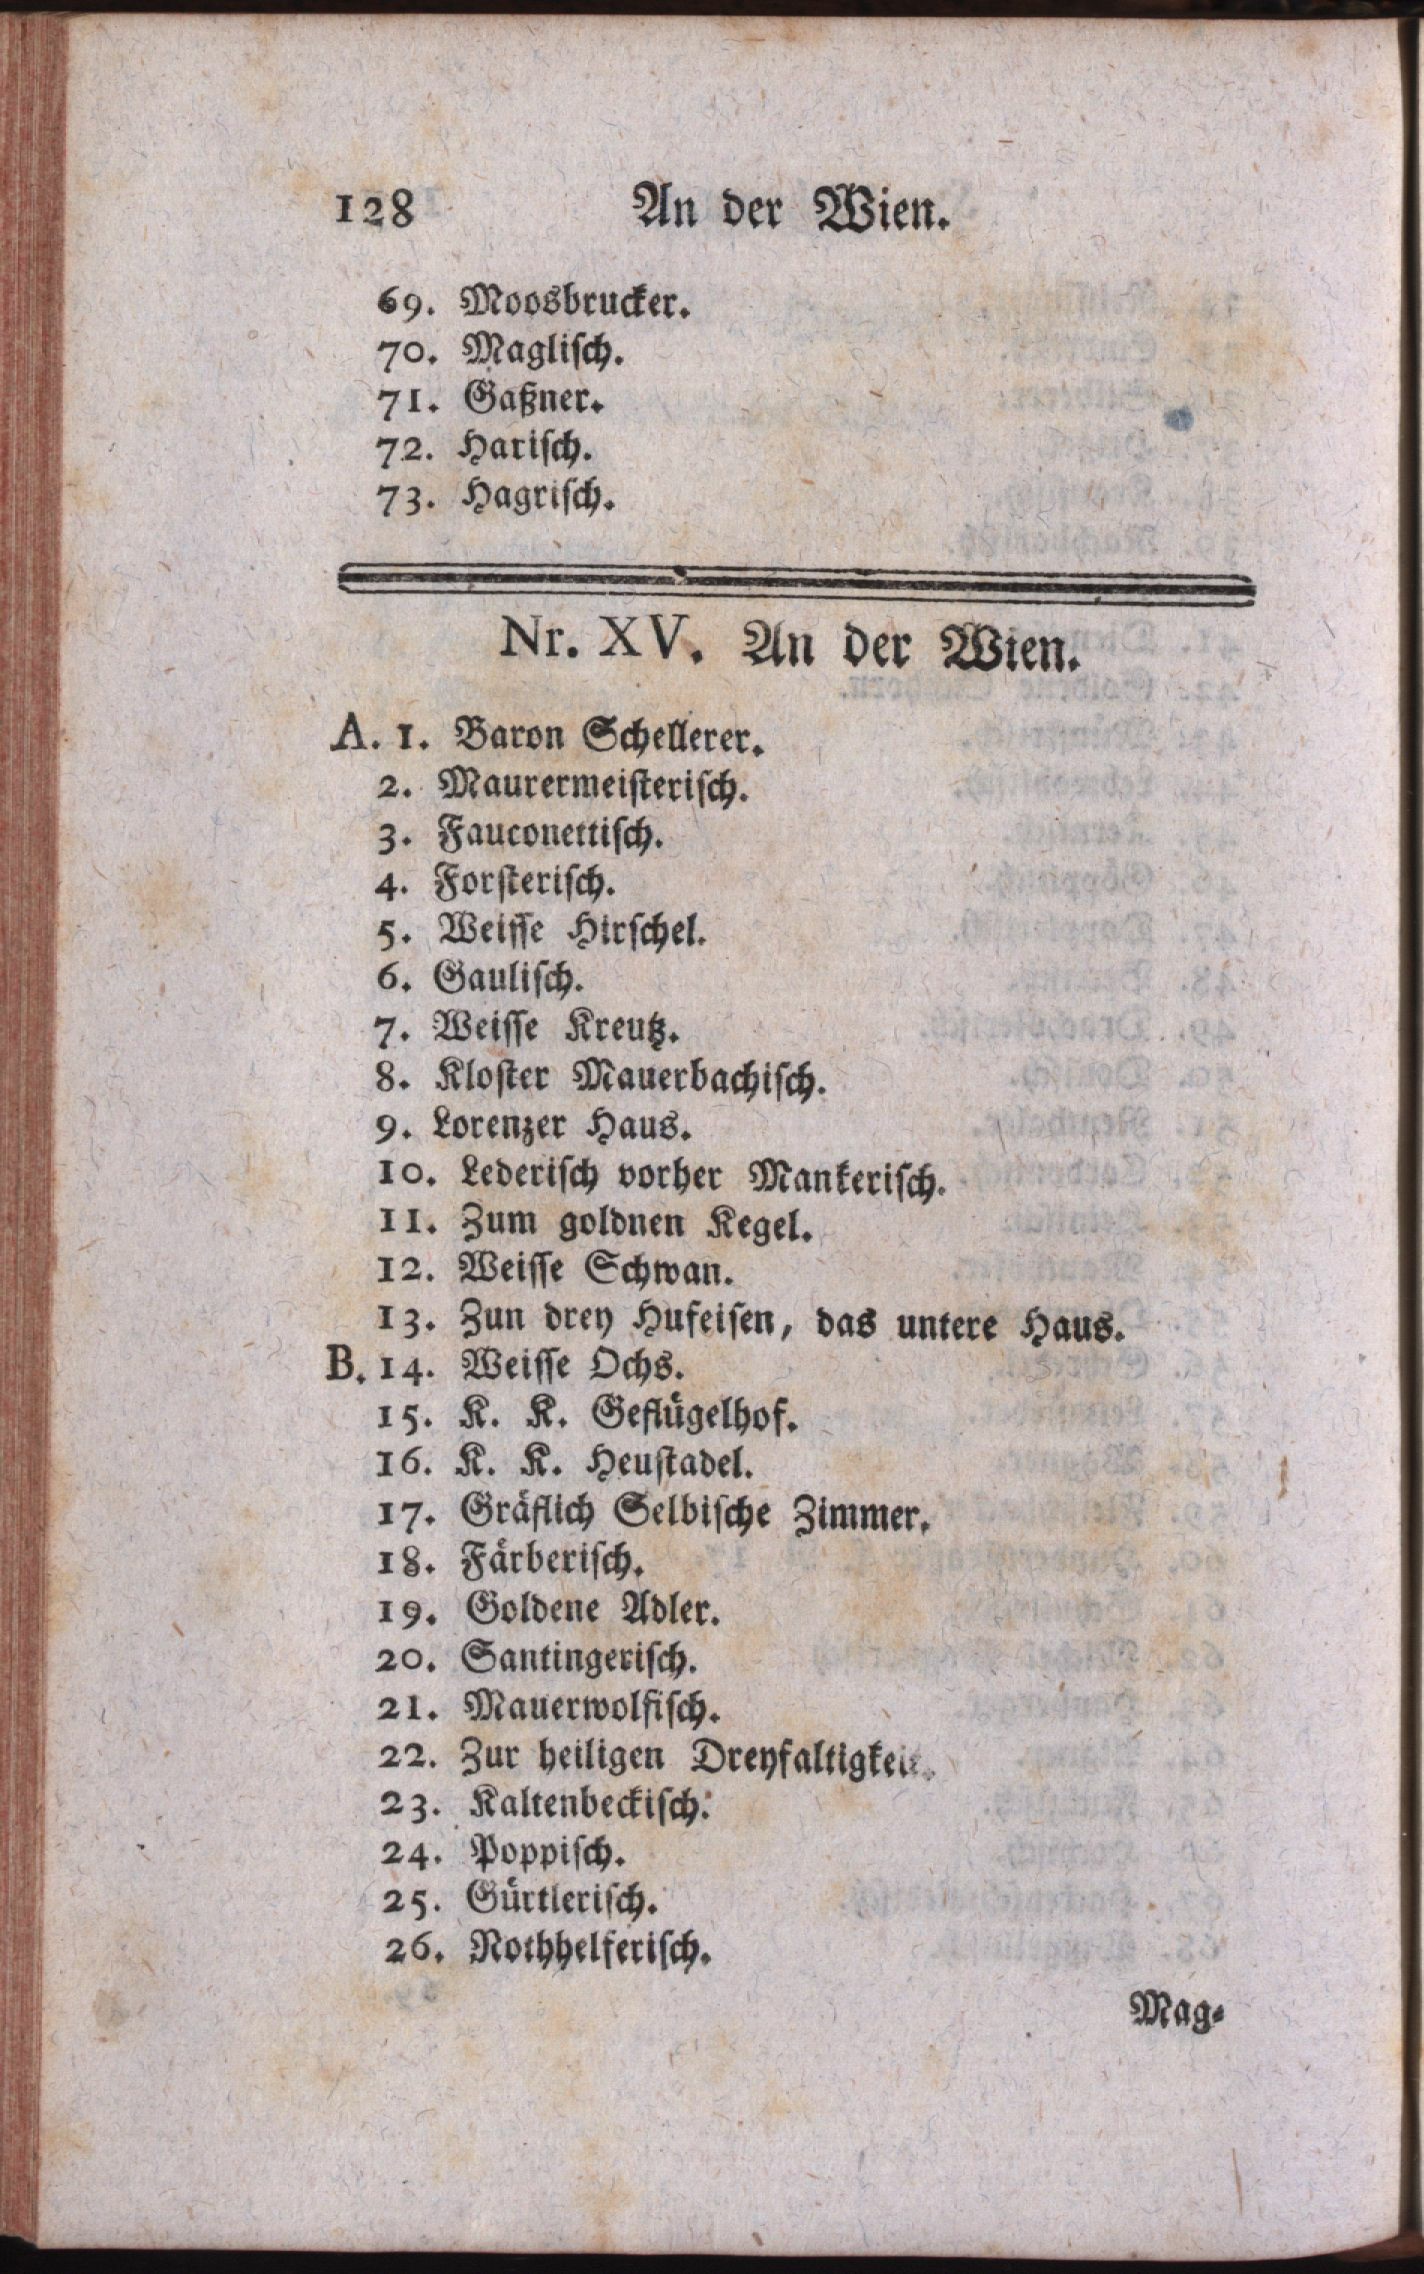 128 An der Wien.
69. Moosbrucker.
70. Maglisch.
71. Gaßner.
72. Harisch.
73. Hagrisch.
Nr. XV. An der Wien.
A. 1. Baron Schellerer.
2. Maurermeisterisch.
3. Fauconettisch.
4. Forsterisch.
5. Weisse Hirschel.
6. Gaulisch.
7. Weisse Kreutz.
8. Kloster Mauerbachisch.
9. Lorenzer Haus.
10. Lederisch vorher Mankerisch.
11. Zum goldnen Kegel.
12. Weisse Schwan.
13. Zun drey Hufeisen, das untere Haus.
B. 14. Weisse Ochs.
15. K. K. Geflügelhof.
16. K. K. Heustadel.
17. Gräflich Selbische Zimmer.
18. Färberisch.
19. Goldene Adler.
20. Santingerisch.
21. Mauerwolfisch.
22. Zur heiligen Dreyfaltigkeit.
23. Kaltenbeckisch.
24. Poppisch.
25. Gürtlerisch.
26. Nothhelferisch.
Mag-